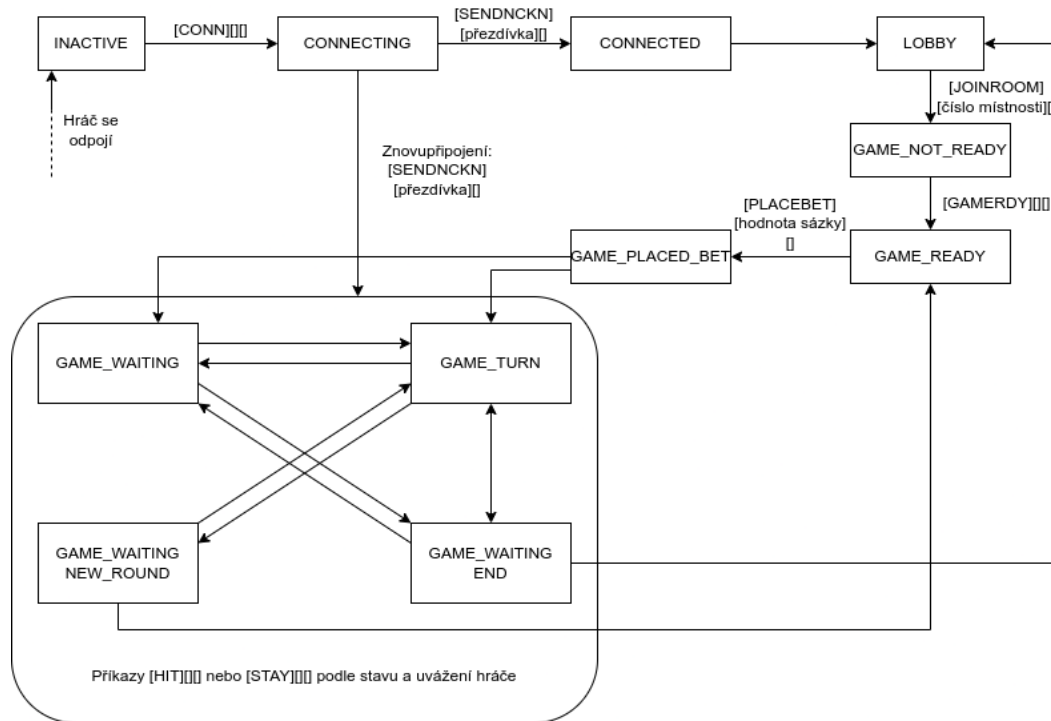 INACTIVE
[CONN][][]
CONNECTING
[SENDNCKN]
[přezdívka][]
CONNECTED
LOBBY
Hráč se
odpojí
Znovupřipojení:
[SENDNCKN]
[přezdívka][]
[JOINROOM]
[číslo místnosti][
GAME_NOT_READY
[GAMERDY][][]
[PLACEBET]
[hodnota sázky]
[]
GAME_PLACED_BET
GAME_READY
GAME_WAITING
GAME_TURN
GAME_WAITING
NEW_ROUND
GAME_WAITING
END
Příkazy [HIT][][] nebo [STAY][][] podle stavu a uvážení hráče